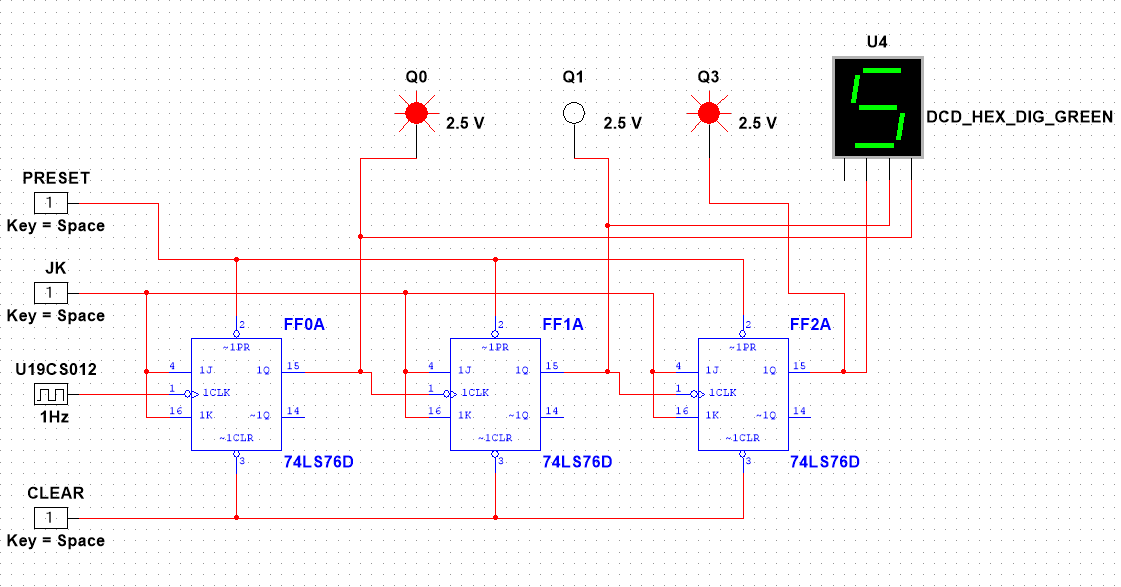 U4
Q0
Q1
Q3
2.5 V
2.5 V
2.5 V
5
DCD_HEX_DIG_GREEN
PRESET
1
Key = Space
JK
1
Key = Space
U19CS012
1Hz
CLEAR
1
Key = Space
2
FF0A
~1PR
4
1J
1Q
15
1
1CLK
16
1K
~1Q
14
~1CLR
3
74LS76D
2
FF1A
~1PR
4
1J
1Q
15
1
1CLK
16
1K
~1Q
14
~1CLR
3
74LS76D
2
FF2A
~1PR
4
1J
1Q
15
1
1CLK
16
1K
~1Q
14
~1CLR
3
74LS76D